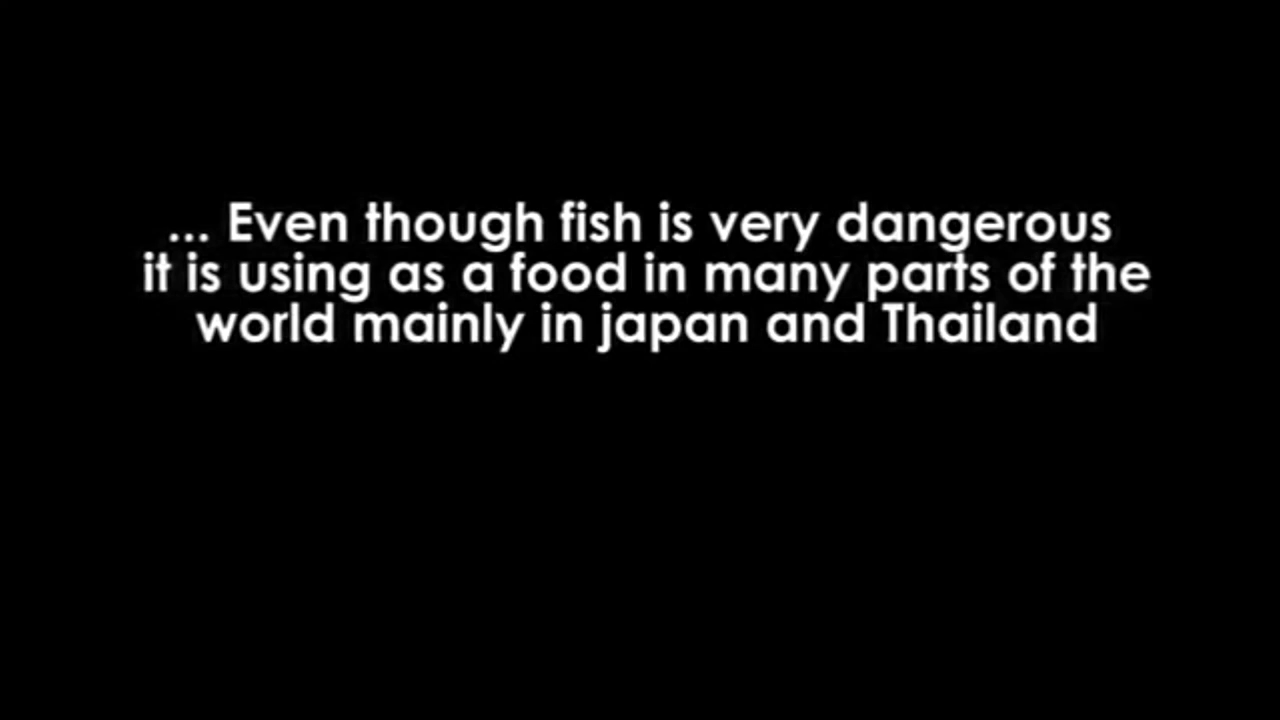 ... Even though fish is very dangerous
it is using as a food in many parts of the
world mainly in japan and Thailand